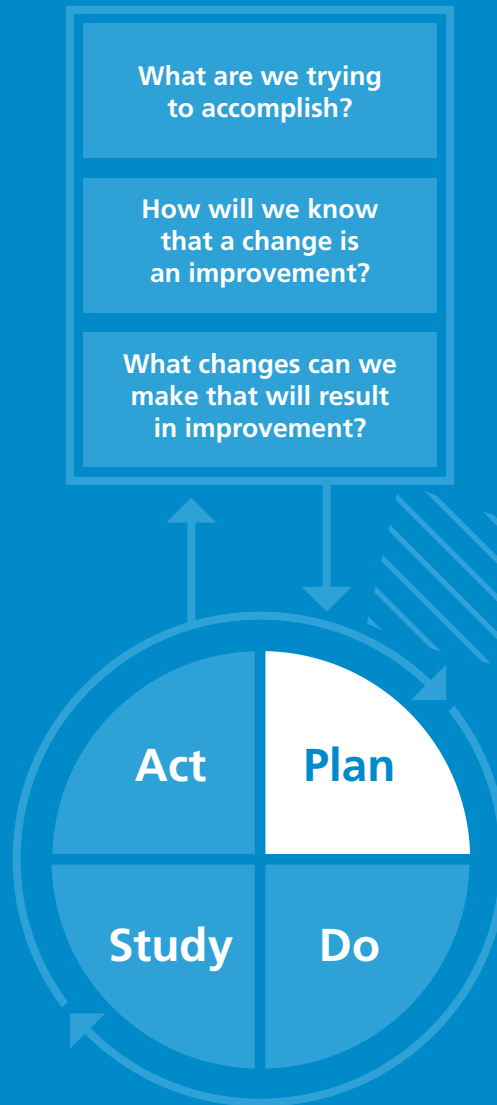 What are we trying
to accomplish?
How will we know
that a change is
an improvement?
What changes can we
make that will result
in improvement?
Act
Plan
Study
Do